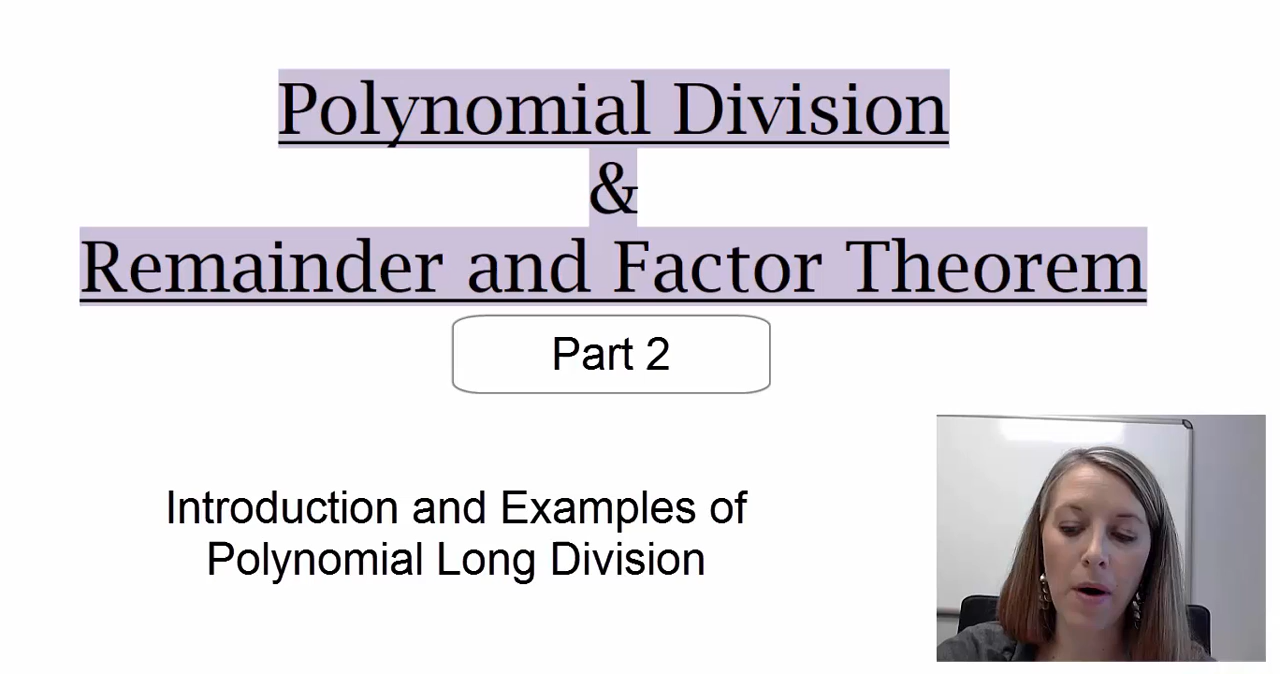 Polynomial Division
&
Remainder and Factor Theorem
Part 2
Introduction and Examples of
Polynomial Long Division